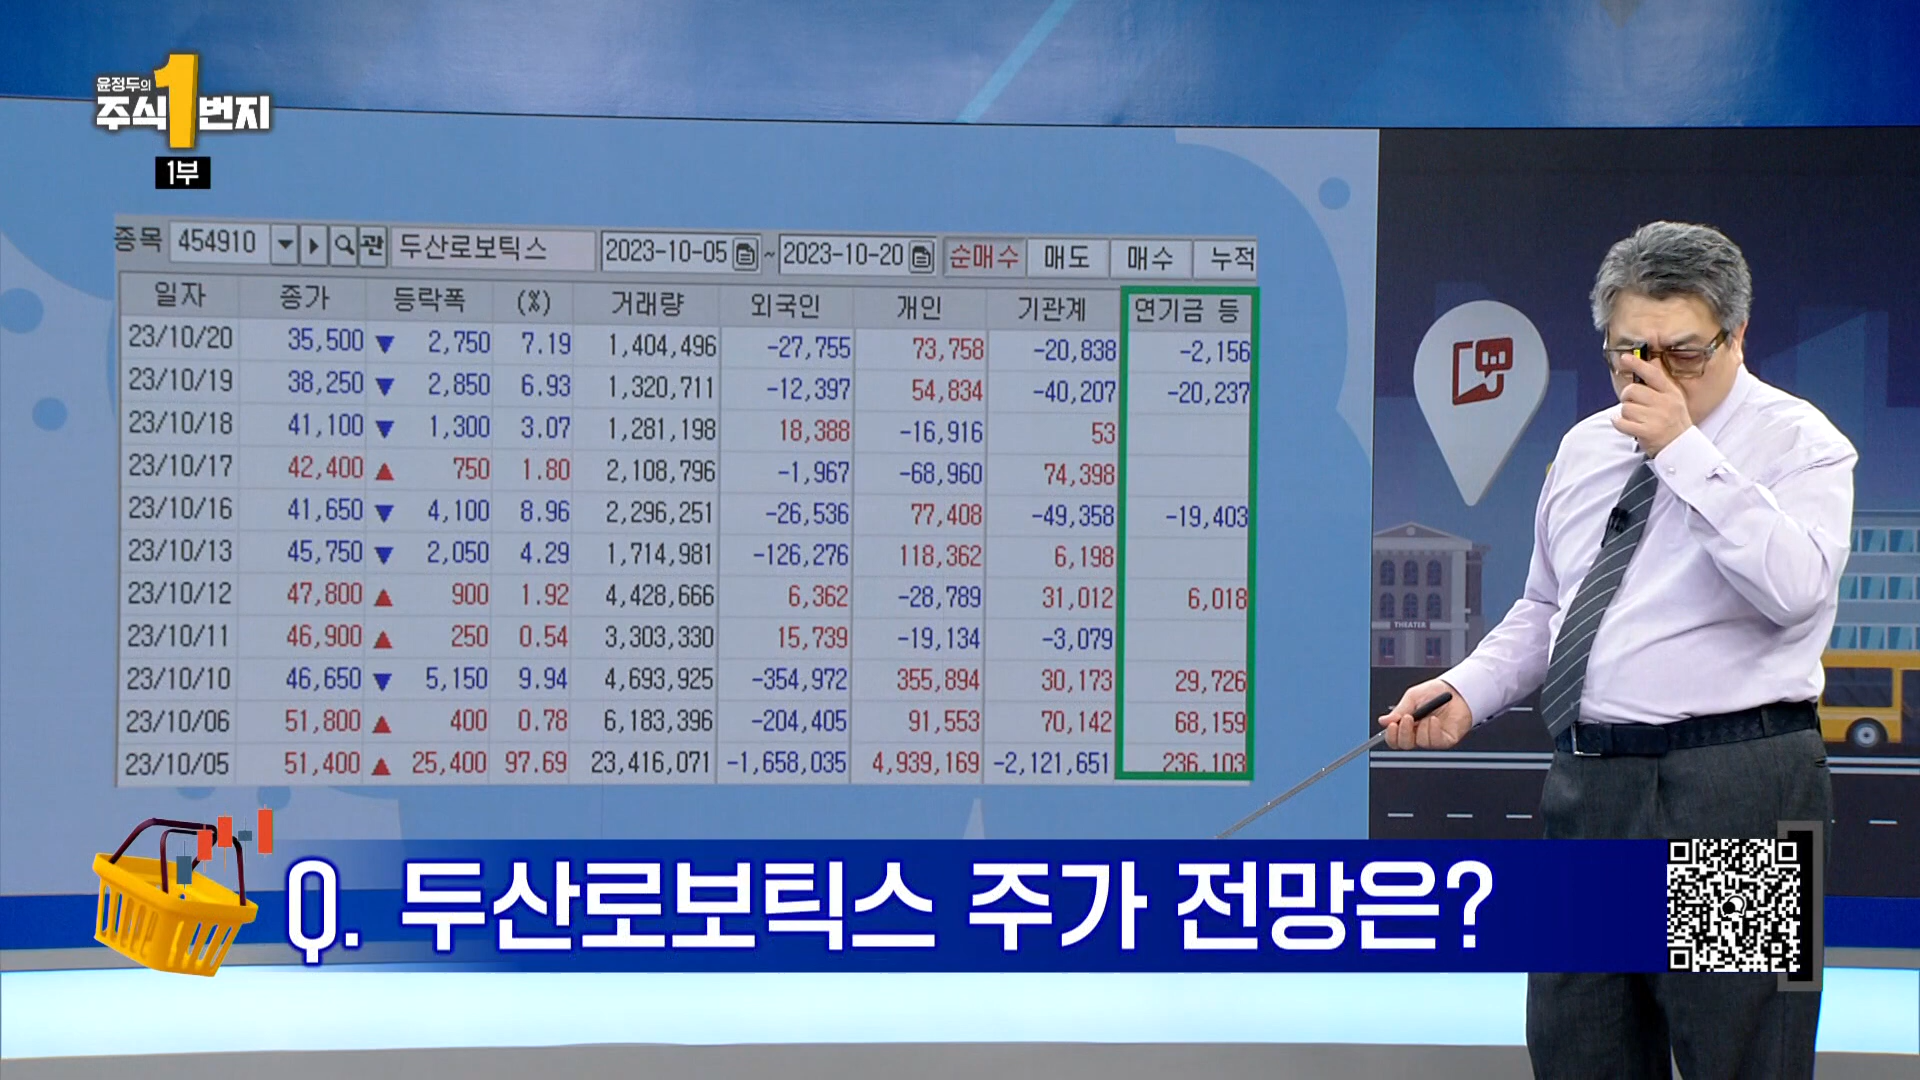 윤정두의
주식1번지
1부
종목 454910 관 두산로보틱스 2023-10-05 ~ 2023-10-20 순매수 매도 매수 누적
일자 종가 등락폭 (%) 거래량 외국인 개인 기관계 연기금 등
23/10/20 35,500 ▼ 2,750 7.19 1,404,496 -27,755 73,758 -20,838 -2,156
23/10/19 38,250 ▼ 2,850 6.93 1,320,711 -12,397 54,834 -40,207 -20,237
23/10/18 41,100 ▼ 1,300 3.07 1,281,198 18,388 -16,916 53
23/10/17 42,400 ▲ 750 1.80 2,108,796 -1,967 -68,960 74,398
23/10/16 41,650 ▼ 4,100 8.96 2,296,251 -26,536 77,408 -49,358 -19,403
23/10/13 45,750 ▼ 2,050 4.29 1,714,981 -126,276 118,362 6,198
23/10/12 47,800 ▲ 900 1.92 4,428,666 6,362 -28,789 31,012 6,018
23/10/11 46,900 ▲ 250 0.54 3,303,330 15,739 -19,134 -3,079
23/10/10 46,650 ▼ 5,150 9.94 4,693,925 -354,972 355,894 30,173 29,726
23/10/06 51,800 ▲ 400 0.78 6,183,396 -204,405 91,553 70,142 68,159
23/10/05 51,400 ▲ 25,400 97.69 23,416,071 -1,658,035 4,939,169 -2,121,651 236,103
THEATER
Q. 두산로보틱스 주가 전망은?